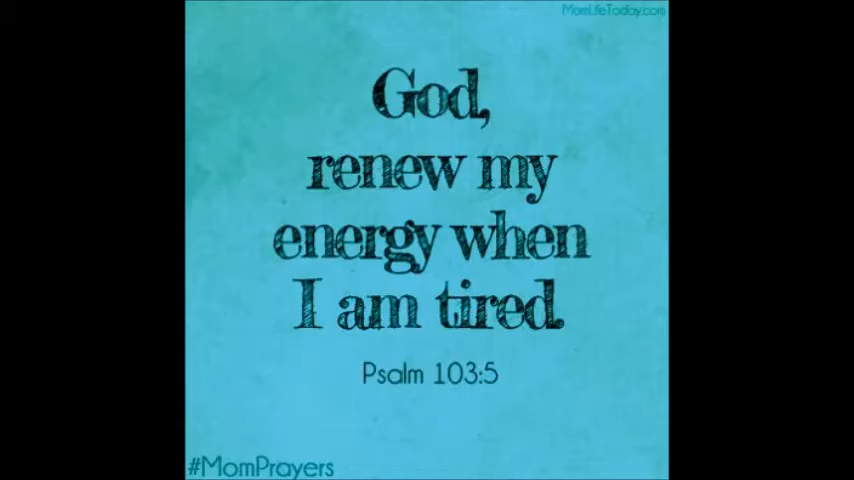 MomLifeToday.com
God,
renew my
energy when
I am tired.
Psalm 103:5
#MomPrayers